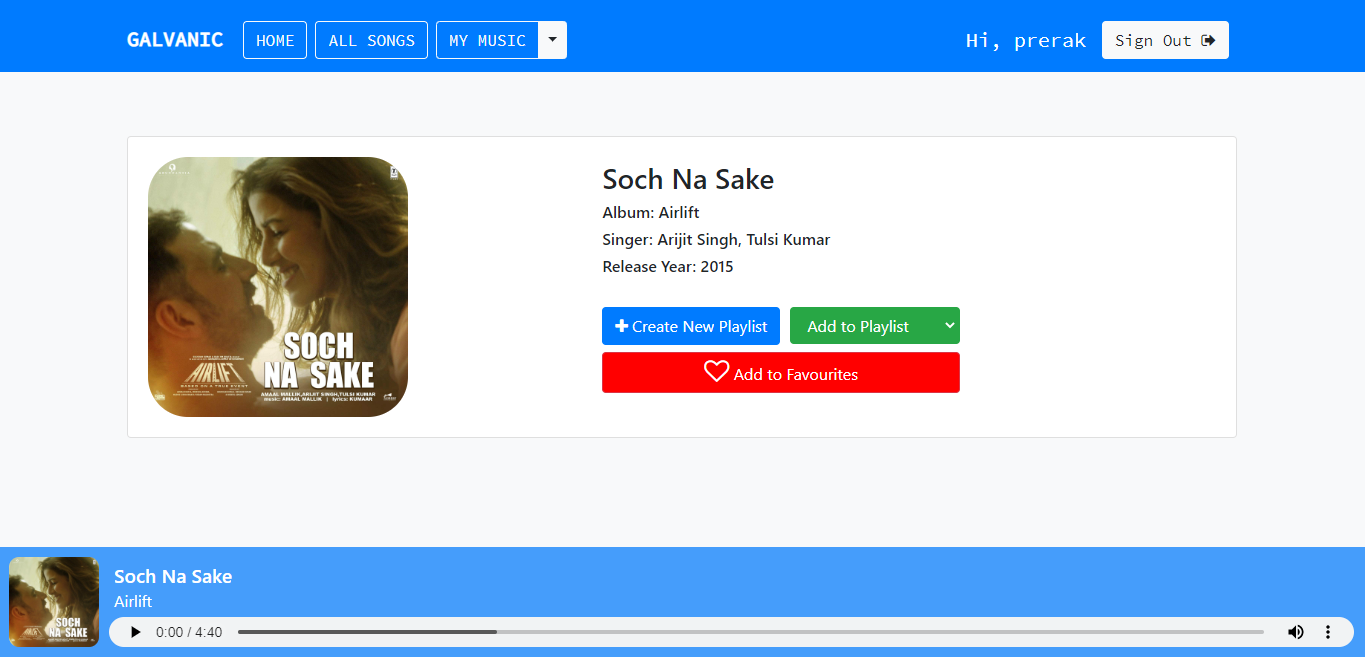 GALVANIC HOME ALL SONGS MY MUSIC Hi, prerak Sign Out
Soch Na Sake
Album: Airlift
Singer: Arijit Singh, Tulsi Kumar
Release Year: 2015
Create New Playlist Add to Playlist
Add to Favourites
SOCH
NA SAKE
AIRLIFT
BASED ON A TRUE EVENT
AMAAL MALLIK, ARIJIT SINGH, TULSI KUMAR
MUSIC: AMAAL MALLIK | lyrics: KUMAAR
Soch Na Sake
Airlift
SOCH
NA SAKE
AIRLIFT
0:00 / 4:40